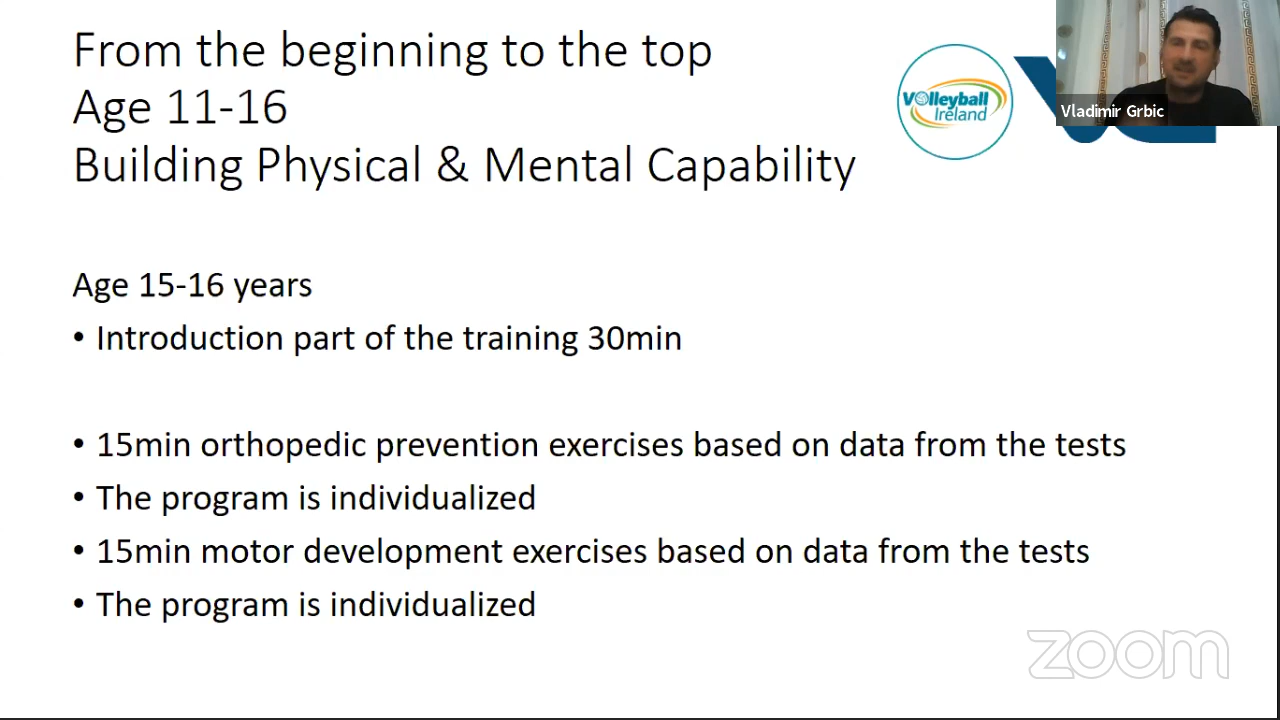 From the beginning to the top
Age 11-16
Building Physical & Mental Capability
Volleyball
Ireland
Vladimir Grbic
Age 15-16 years
• Introduction part of the training 30min
• 15min orthopedic prevention exercises based on data from the tests
• The program is individualized
• 15min motor development exercises based on data from the tests
• The program is individualized
zoom